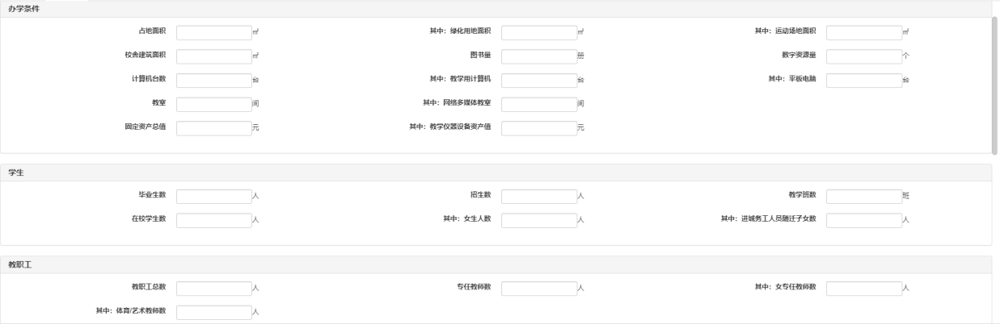 办学条件
占地面积 ㎡ 其中：绿化用地面积 ㎡ 其中：运动场地面积 ㎡
校舍建筑面积 ㎡ 图书量 册 数字资源量 个
计算机台数 台 其中：教学用计算机 台 其中：平板电脑 台
教室 间 其中：网络多媒体教室 间
固定资产总值 元 其中：教学仪器设备资产值 元
学生
毕业生数 人 招生数 人 教学班数 班
在校学生数 人 其中：女生人数 人 其中：进城务工人员随迁子女数 人
教职工
教职工总数 人 专任教师数 人 其中：女专任教师数 人
其中：体育/艺术教师数 人